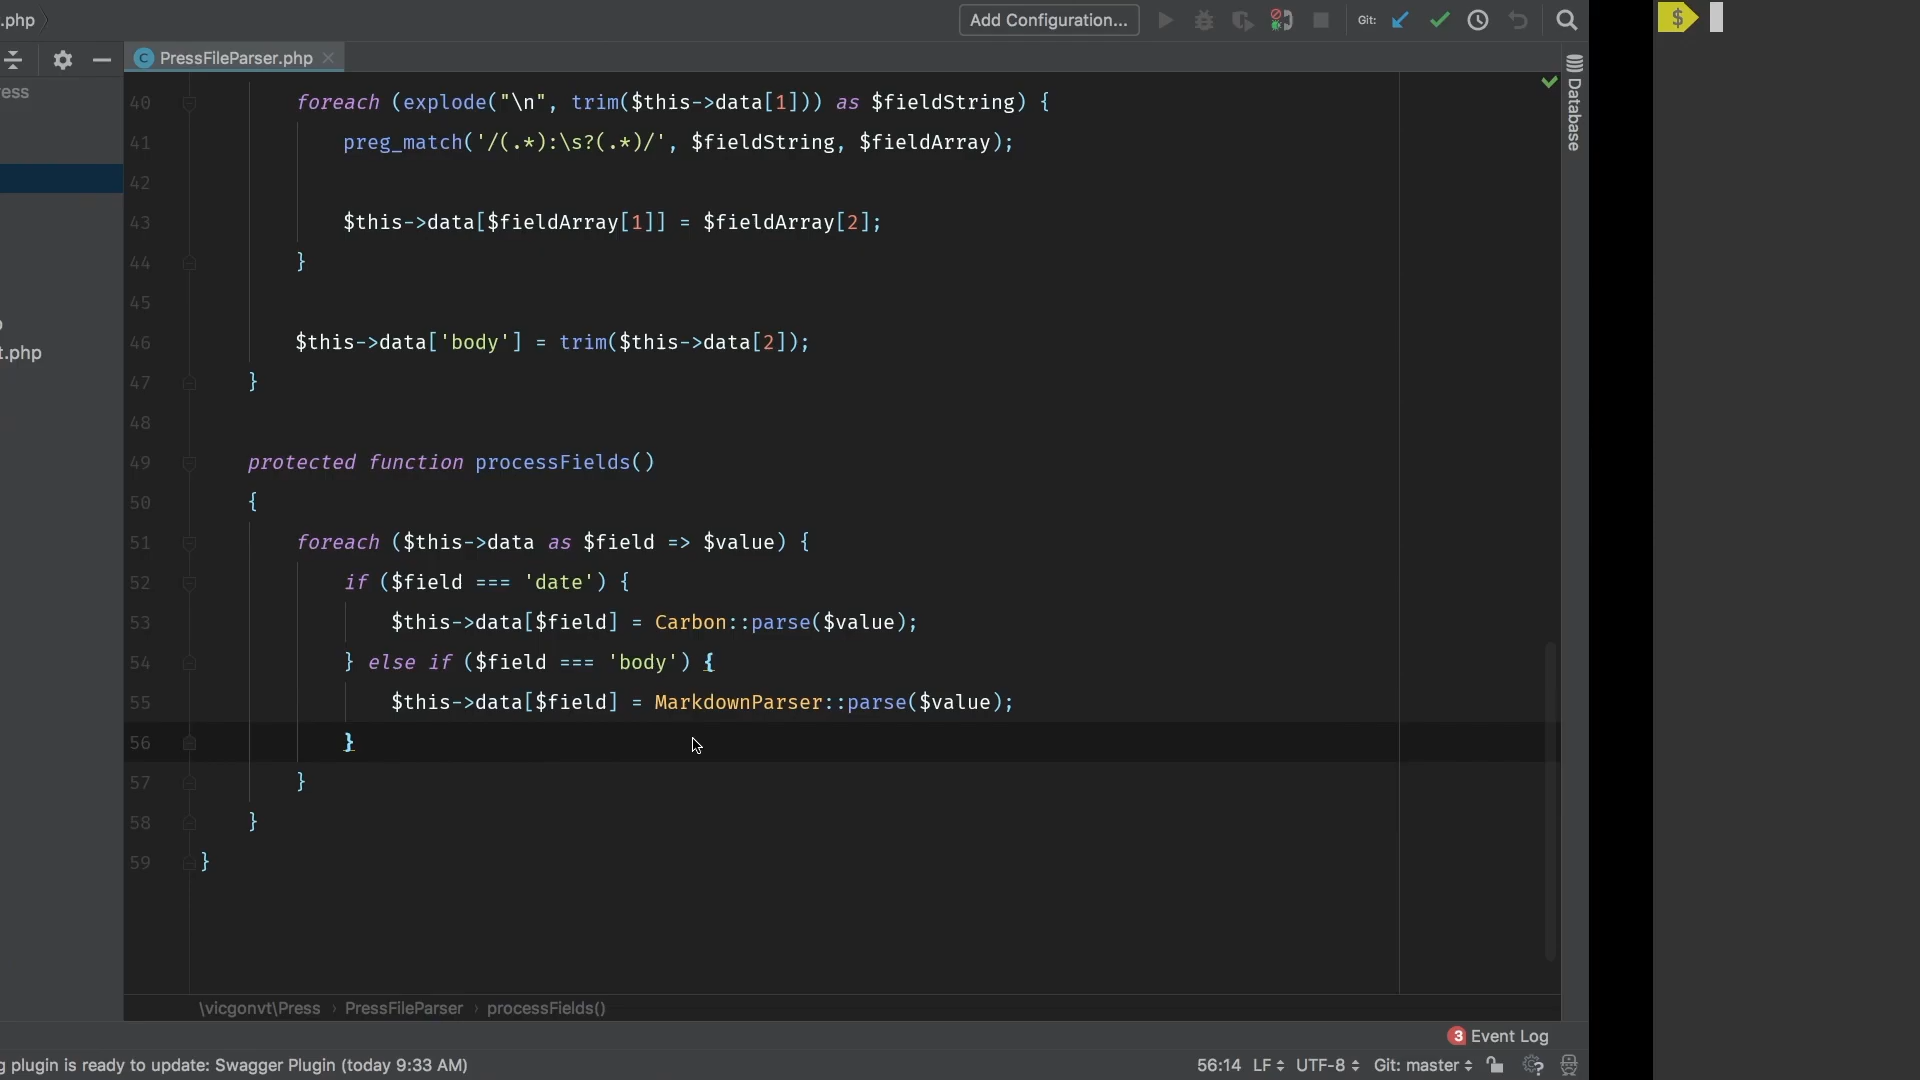 .php
Add Configuration...
Git:
$
PressFileParser.php
ess
Database
t.php
40 foreach (explode("\n", trim($this->data[1])) as $fieldString) {
41 preg_match('/(.*):\s?(.*)/', $fieldString, $fieldArray);
42
43 $this->data[$fieldArray[1]] = $fieldArray[2];
44 }
45
46 $this->data['body'] = trim($this->data[2]);
47 }
48
49 protected function processFields()
50 {
51 foreach ($this->data as $field => $value) {
52 if ($field === 'date') {
53 $this->data[$field] = Carbon::parse($value);
54 } else if ($field === 'body') {
55 $this->data[$field] = MarkdownParser::parse($value);
56 }
57 }
58 }
59 }
\vicgonvt\Press › PressFileParser › processFields()
3 Event Log
g plugin is ready to update: Swagger Plugin (today 9:33 AM)
56:14 LF UTF-8 Git: master